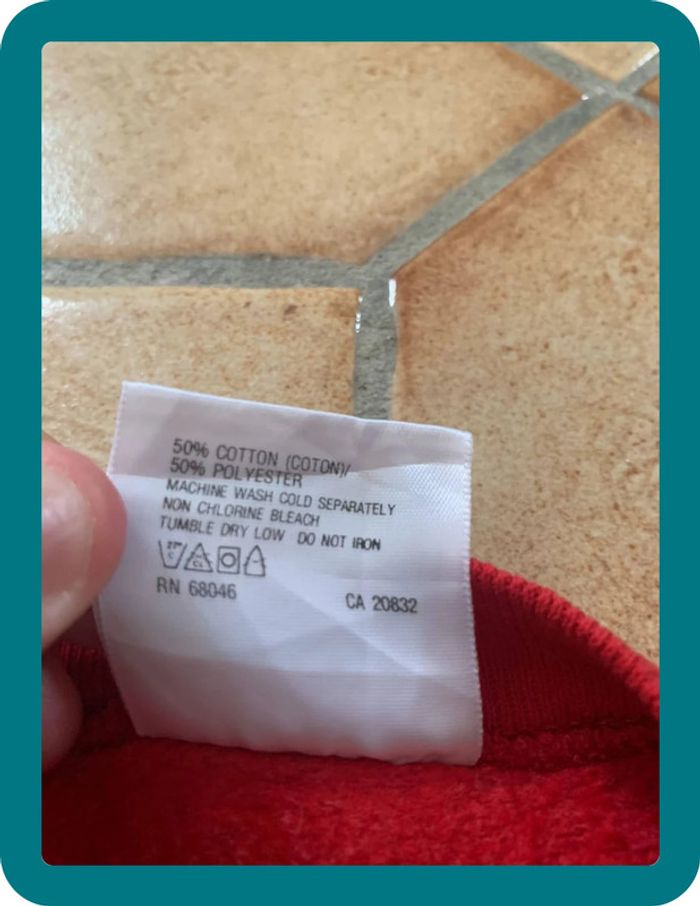 50% COTTON (COTON)/
50% POLYESTER
MACHINE WASH COLD SEPARATELY
NON CHLORINE BLEACH
TUMBLE DRY LOW DO NOT IRON
RN 68046 CA 20832